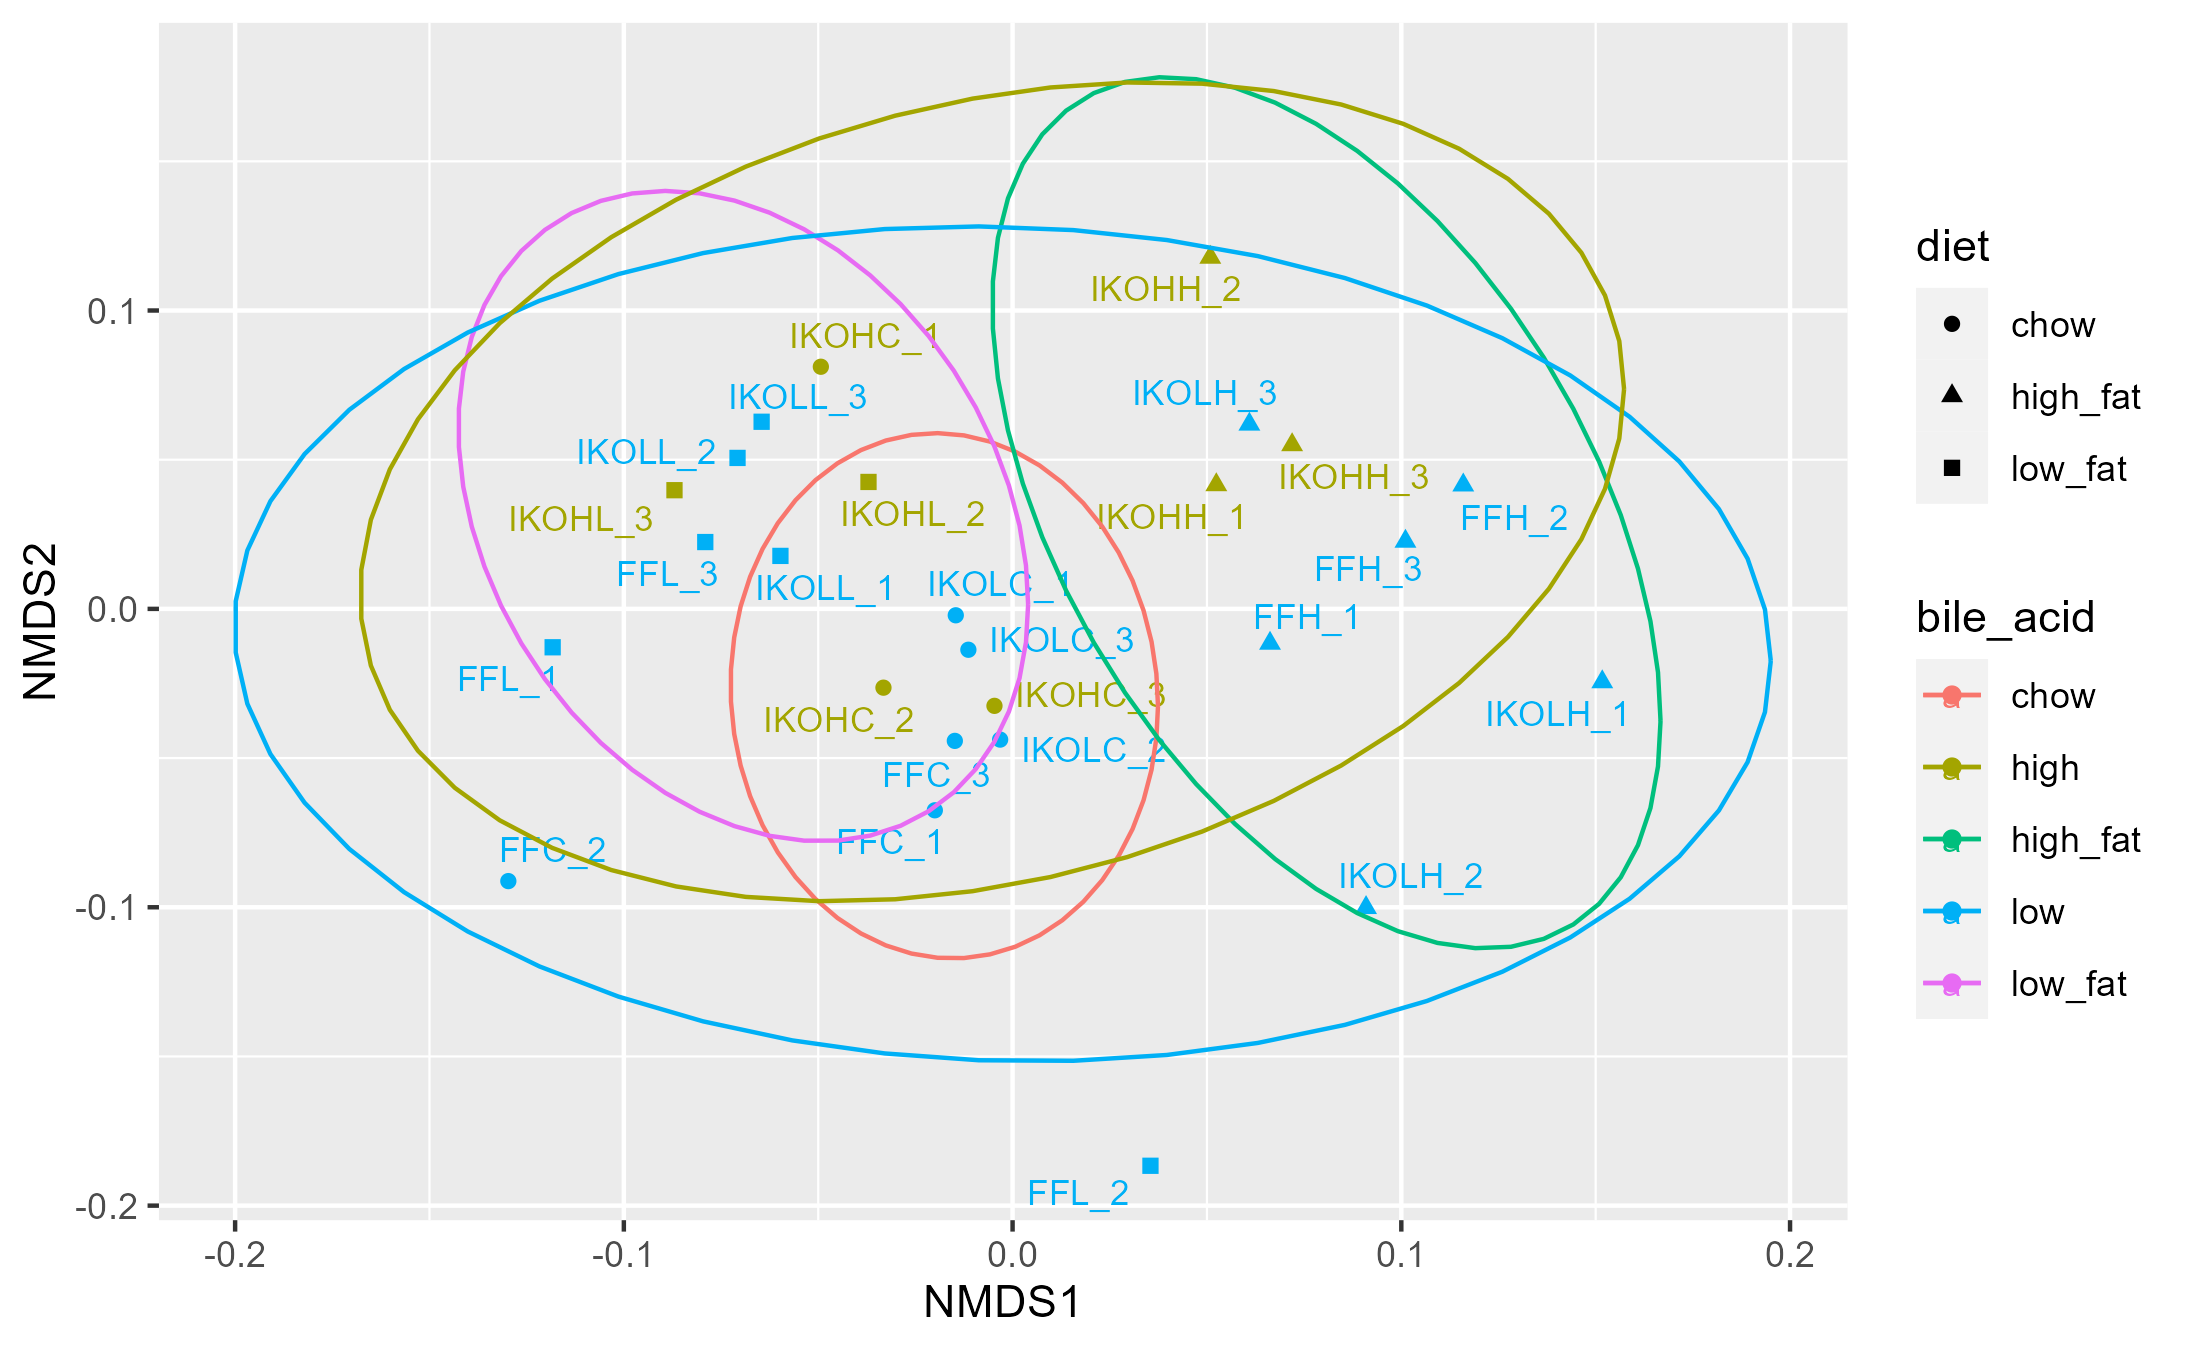 IKOHH_2
0.1
IKOHC_1
IKOLL_3
IKOLH_3
IKOLL_2
IKOHH_3
IKOHL_3
IKOHL_2
IKOHH_1
FFH_2
FFL_3
IKOLL_1
IKOLC_1
FFH_3
0.0
FFH_1
IKOLC_3
FFL_1
IKOHC_2
IKOHC_3
IKOLH_1
FFC_3
IKOLC_2
FFC_2
FFC_1
IKOLH_2
-0.1
FFL_2
-0.2
NMDS2
-0.2 -0.1 0.0 0.1 0.2
NMDS1
diet
chow
high_fat
low_fat
bile_acid
a chow
a high
a high_fat
a low
a low_fat